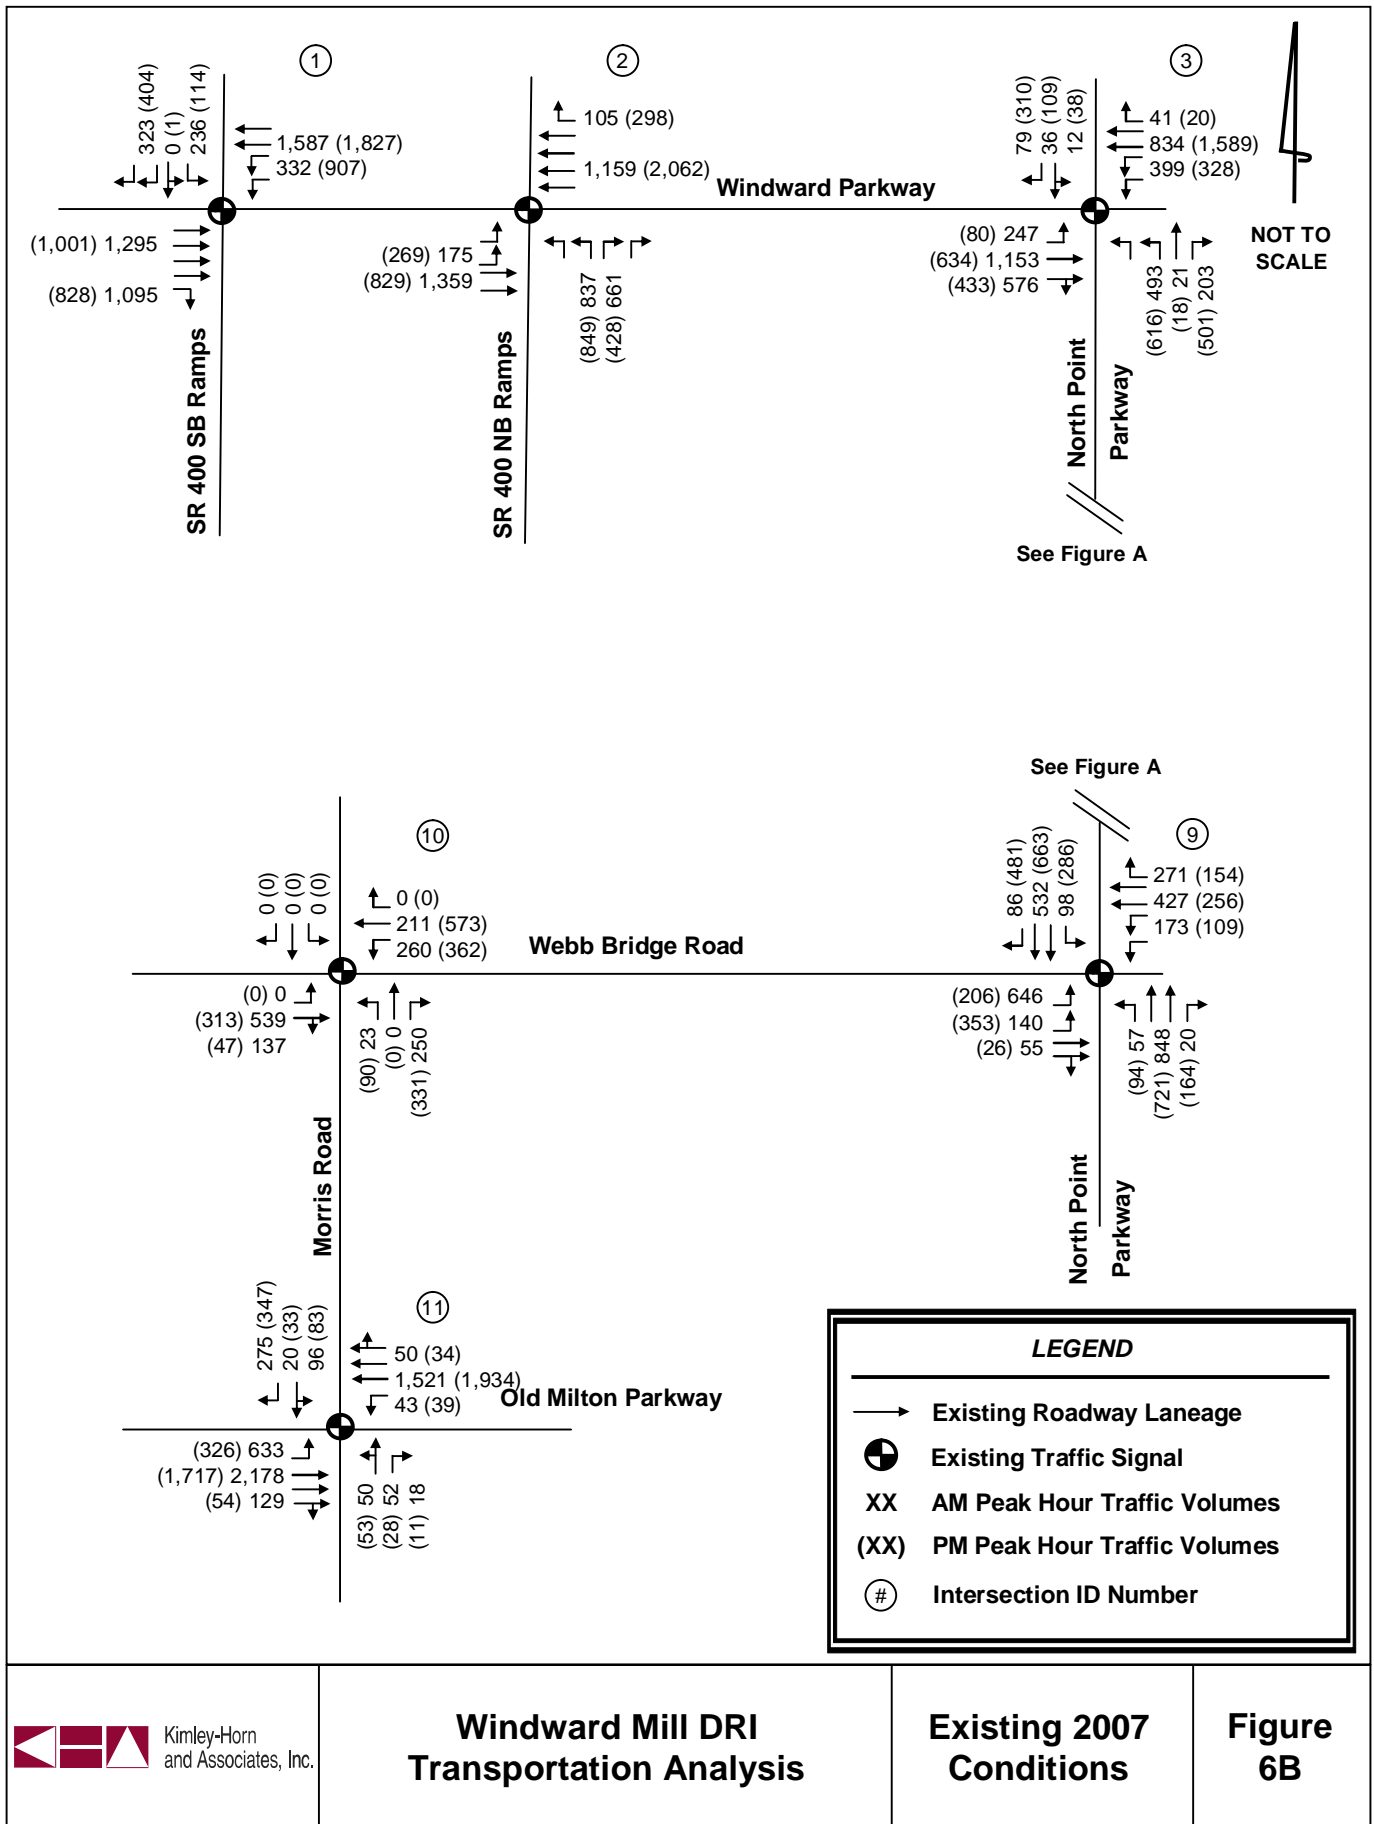 1
323 (404)
0 (1)
236 (114)
1,587 (1,827)
332 (907)
(1,001) 1,295
(828) 1,095
SR 400 SB Ramps
2
105 (298)
1,159 (2,062)
Windward Parkway
(269) 175
(829) 1,359
(849) 837
(428) 661
SR 400 NB Ramps
3
79 (310)
36 (109)
12 (38)
41 (20)
834 (1,589)
399 (328)
(80) 247
(634) 1,153
(433) 576
(616) 493
(18) 21
(501) 203
North Point
Parkway
NOT TO
SCALE
See Figure A
See Figure A
10
0 (0)
0 (0)
0 (0)
0 (0)
211 (573)
260 (362)
Webb Bridge Road
(0) 0
(313) 539
(47) 137
(90) 23
(0) 0
(331) 250
Morris Road
9
86 (481)
532 (663)
98 (286)
271 (154)
427 (256)
173 (109)
(206) 646
(353) 140
(26) 55
(94) 57
(721) 848
(164) 20
North Point
Parkway
11
275 (347)
20 (33)
96 (83)
50 (34)
1,521 (1,934)
43 (39)
Old Milton Parkway
(326) 633
(1,717) 2,178
(54) 129
(53) 50
(28) 52
(11) 18
LEGEND
Existing Roadway Laneage
Existing Traffic Signal
XX AM Peak Hour Traffic Volumes
(XX) PM Peak Hour Traffic Volumes
# Intersection ID Number
Kimley-Horn
and Associates, Inc.
Windward Mill DRI
Transportation Analysis
Existing 2007
Conditions
Figure
6B